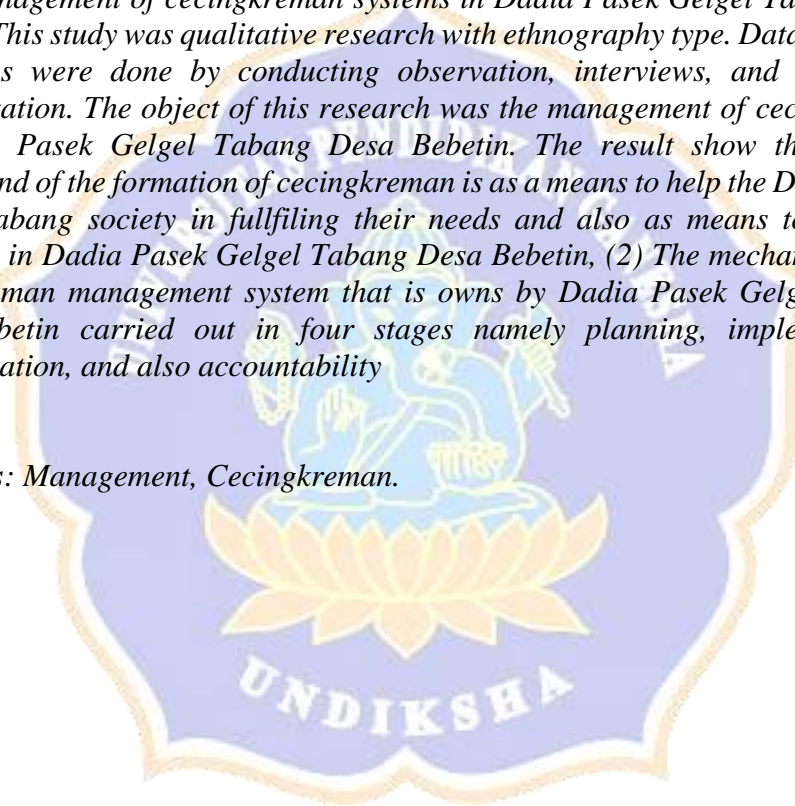 nagement of cecingkreman systems in Dadia Pasek Gelgel Ta
This study was qualitative research with ethnography type. Data
s were done by conducting observation, interviews, and
tation. The object of this research was the management of cec
Pasek Gelgel Tabang Desa Bebetin. The result show th
nd of the formation of cecingkreman is as a means to help the D
abang society in fullfiling their needs and also as means to
in Dadia Pasek Gelgel Tabang Desa Bebetin, (2) The mechan
man management system that is owns by Dadia Pasek Gelg
betin carried out in four stages namely planning, imple
ation, and also accountability
s: Management, Cecingkreman.
UNIVERSITAS PENDIDIKAN GANESHA
UNDIKSHA